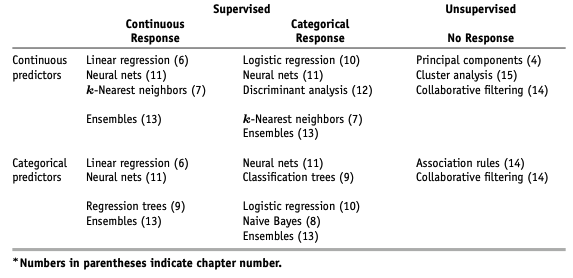 Supervised Unsupervised
Continuous Categorical
Response Response No Response
Continuous Linear regression (6) Logistic regression (10) Principal components (4)
predictors Neural nets (11) Neural nets (11) Cluster analysis (15)
k-Nearest neighbors (7) Discriminant analysis (12) Collaborative filtering (14)
Ensembles (13) k-Nearest neighbors (7)
Ensembles (13)
Categorical Linear regression (6) Neural nets (11) Association rules (14)
predictors Neural nets (11) Classification trees (9) Collaborative filtering (14)
Regression trees (9) Logistic regression (10)
Ensembles (13) Naive Bayes (8)
Ensembles (13)
*Numbers in parentheses indicate chapter number.